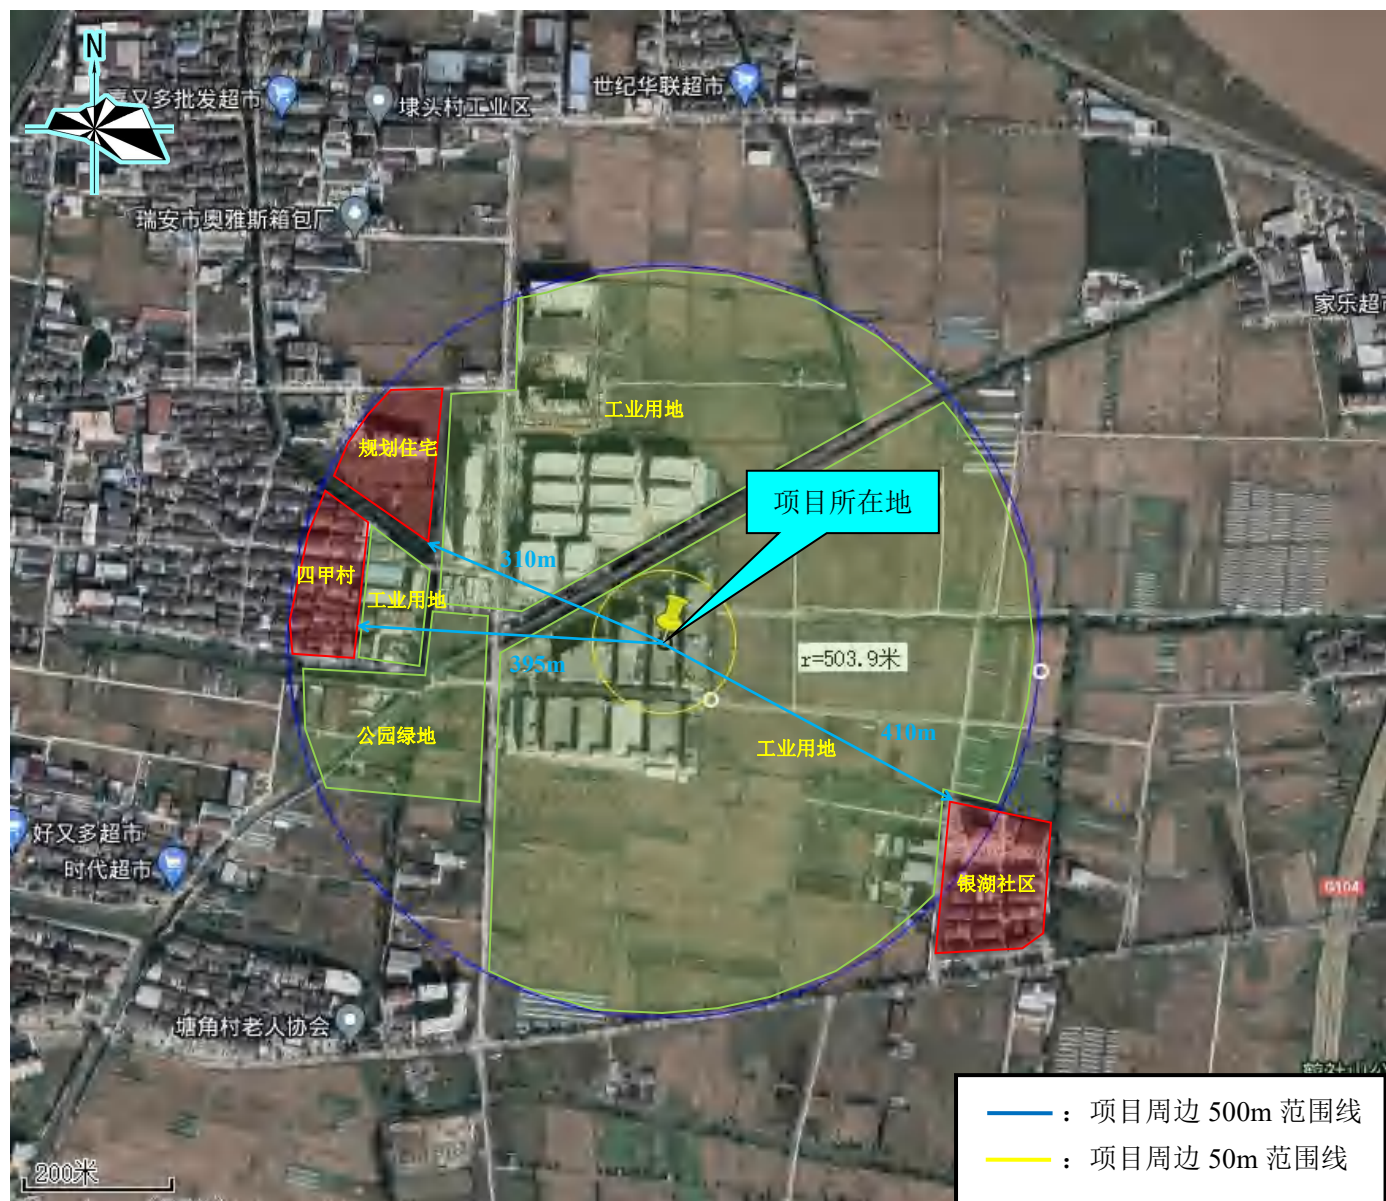 N
喜又多批发超市
埭头村工业区
世纪华联超市
瑞安市奥雅斯箱包厂
家乐超市
工业用地
规划住宅
项目所在地
310m
四甲村
工业用地
395m
r=503.9米
公园绿地
工业用地
410m
好又多超市
时代超市
银湖社区
G104
塘角村老人协会
200米
：项目周边 500m 范围线
：项目周边 50m 范围线